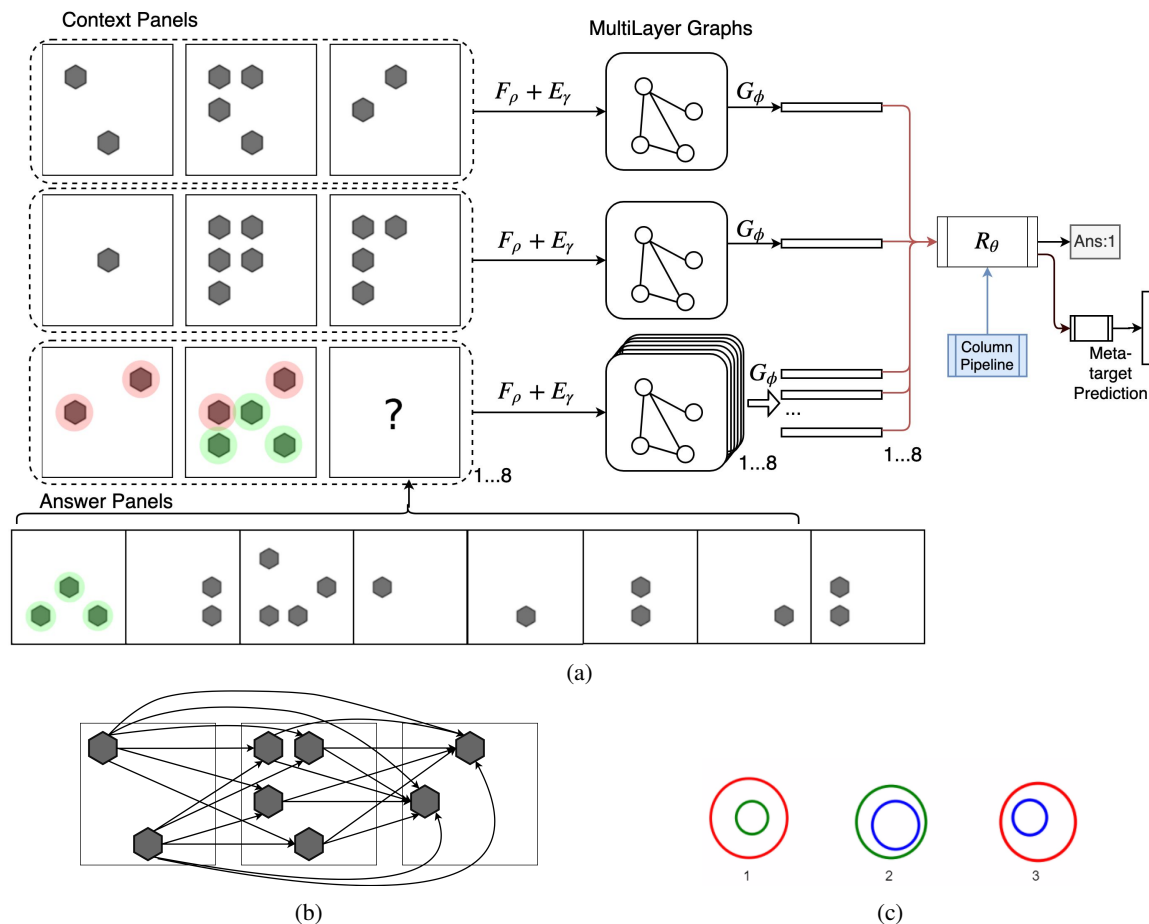 Context Panels
MultiLayer Graphs
F_ρ + E_γ
G_ϕ
F_ρ + E_γ
G_ϕ
R_θ
Ans:1
Column
Pipeline
Meta-
target
Prediction
F_ρ + E_γ
G_ϕ
...
?
1...8
1...8
1...8
Answer Panels
(a)
1
2
3
(b)
(c)